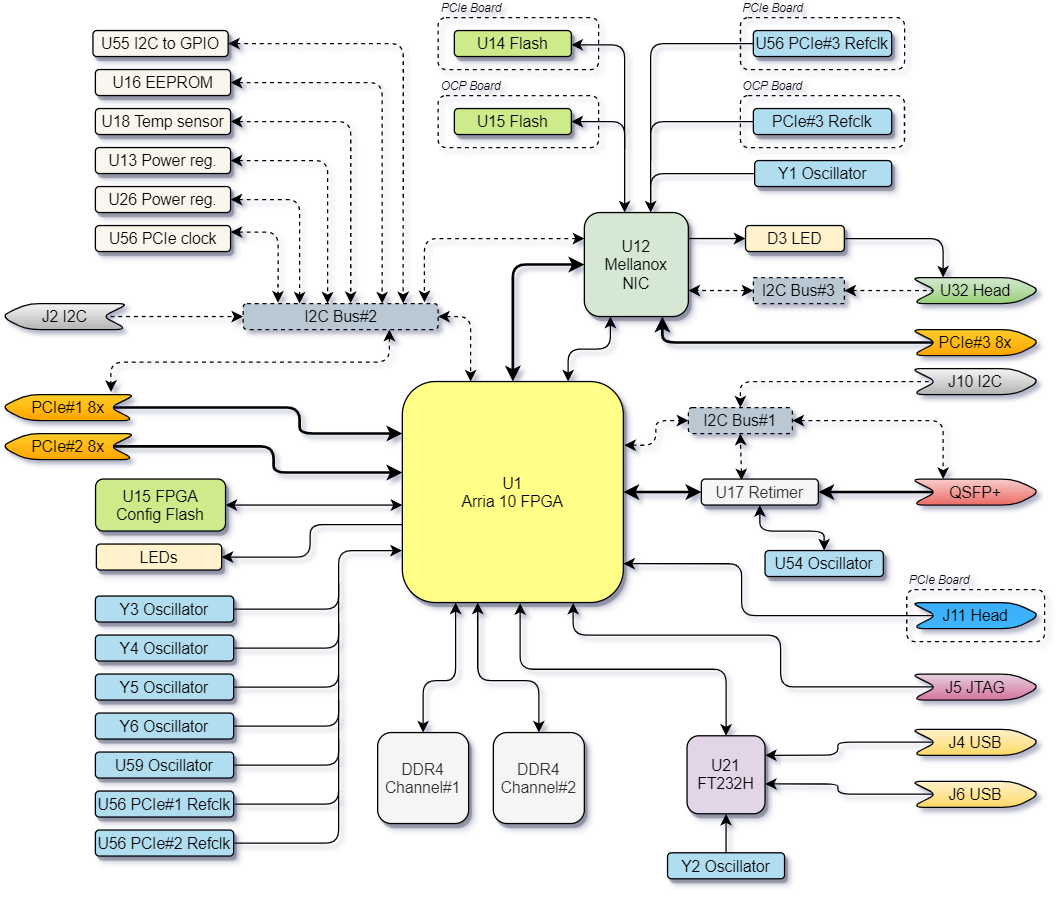 PCIe Board
U14 Flash
OCP Board
U15 Flash
PCIe Board
U56 PCIe#3 Refclk
OCP Board
PCIe#3 Refclk
Y1 Oscillator
U55 I2C to GPIO
U16 EEPROM
U18 Temp sensor
U13 Power reg.
U26 Power reg.
U56 PCIe clock
J2 I2C
I2C Bus#2
U12
Mellanox
NIC
D3 LED
I2C Bus#3
U32 Head
PCIe#3 8x
J10 I2C
I2C Bus#1
PCIe#1 8x
PCIe#2 8x
U1
Arria 10 FPGA
U17 Retimer
QSFP+
U15 FPGA
Config Flash
LEDs
U54 Oscillator
PCIe Board
J11 Head
Y3 Oscillator
Y4 Oscillator
Y5 Oscillator
Y6 Oscillator
U59 Oscillator
U56 PCIe#1 Refclk
U56 PCIe#2 Refclk
DDR4
Channel#1
DDR4
Channel#2
U21
FT232H
J5 JTAG
J4 USB
J6 USB
Y2 Oscillator